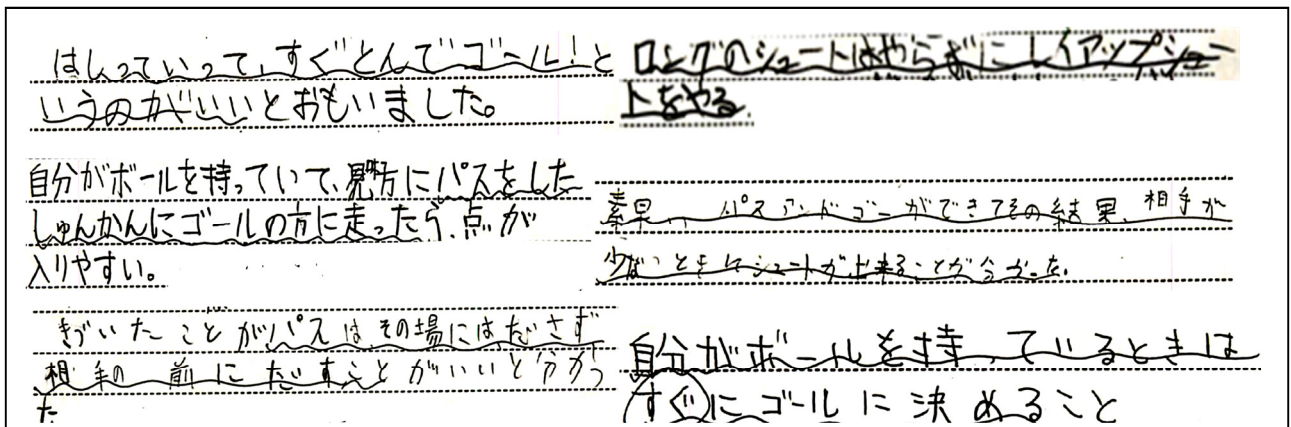 はしっていって、すぐとんでゴール!と
いうのがいいとおもいました。
自分がボールを持っていて、見方にパスをした
しゅんかんにゴールの方に走ったら、点が
入りやすい。
きづいたことがパスはその場にはださず
相手の前にだすことがいいと分かっ
た
ロングのシュートはやらずにレイアップシュー
トをやる。
素早いパスアンドゴーができてその結果、相手が
少ないときにシュートが出来ることが分かった。
自分がボールを持っているときは
すぐにゴールに決めること